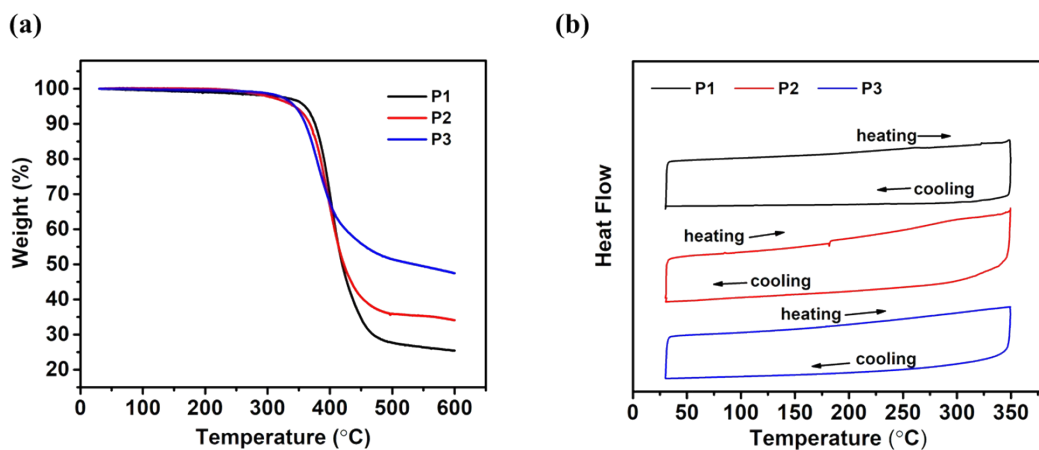 (a)
(b)
100
90
80
70
60
50
40
30
20
Weight (%)
P1
P2
P3
0 100 200 300 400 500 600
Temperature (°C)
P1 P2 P3
heating
cooling
heating
cooling
heating
cooling
Heat Flow
0 50 100 150 200 250 300 350
Temperature (°C)